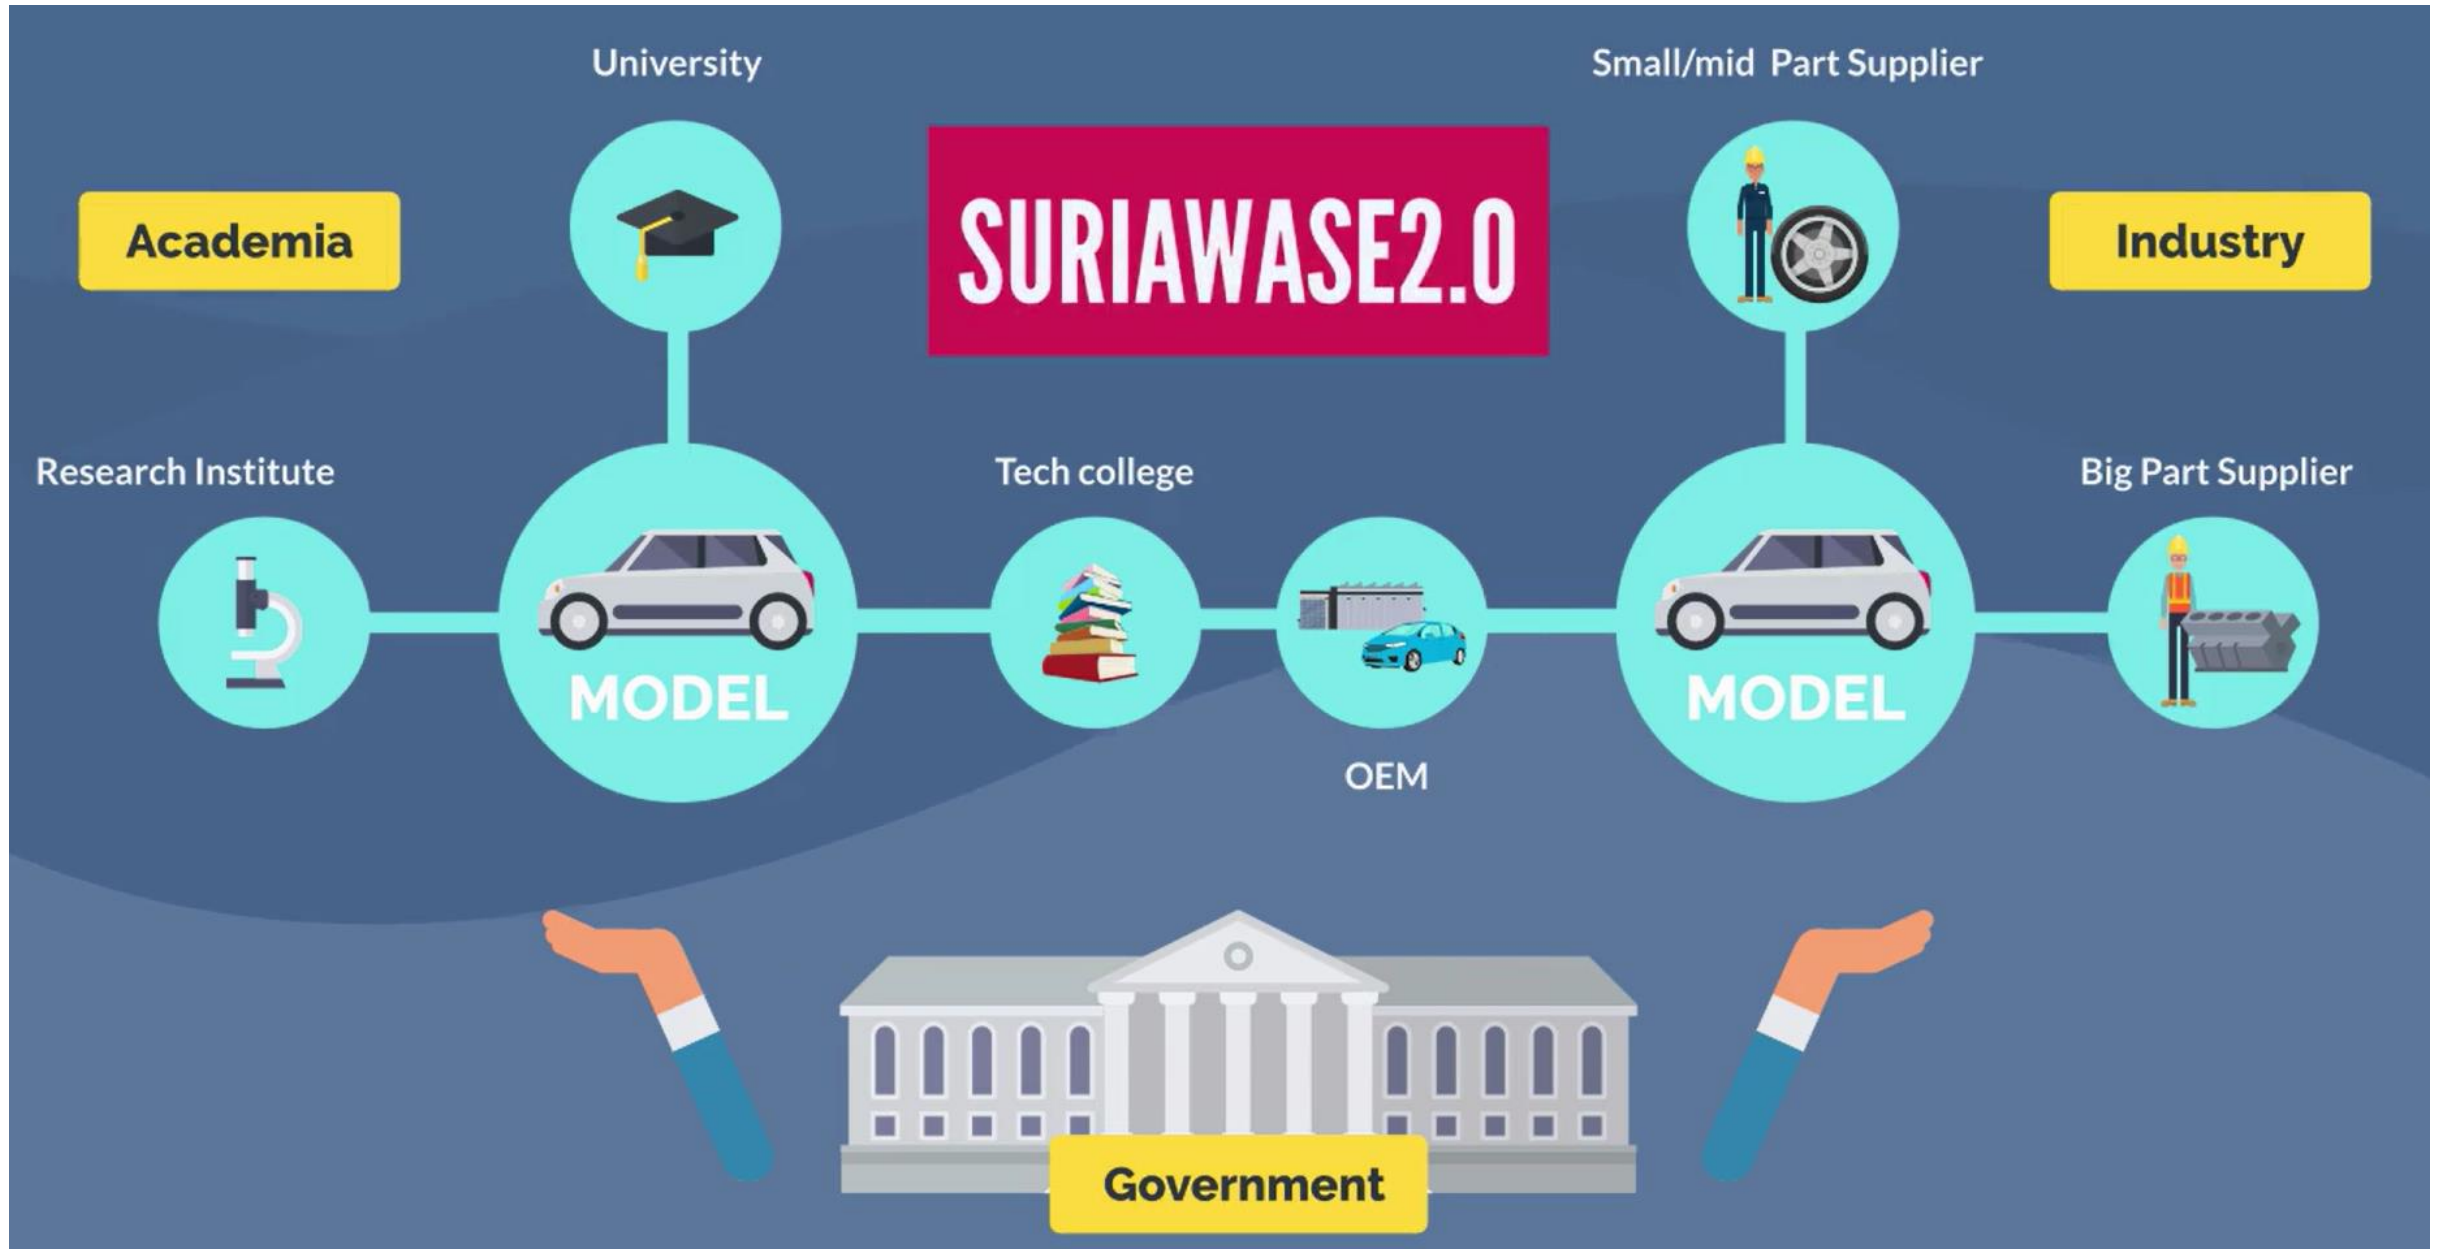 University
Small/mid Part Supplier
Academia
SURIAWASE2.0
Industry
Research Institute
Tech college
Big Part Supplier
MODEL
MODEL
OEM
Government